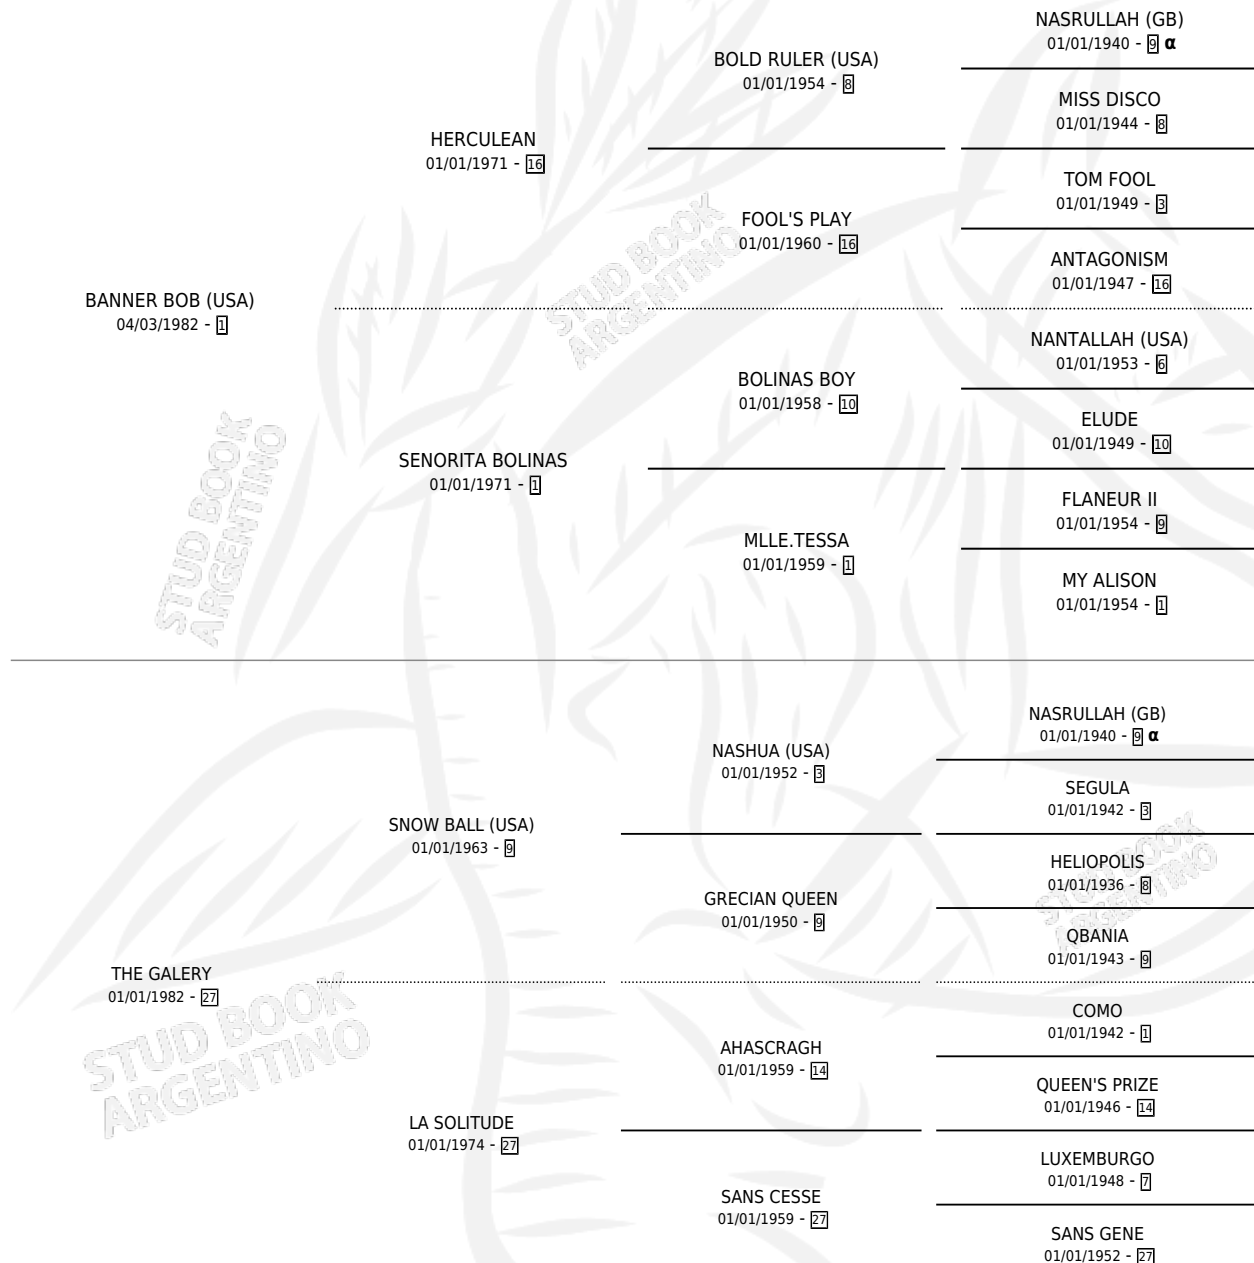 NASRULLAH (GB)
01/01/1940 - 9 α
BOLD RULER (USA)
01/01/1954 - 8
MISS DISCO
01/01/1944 - 8
HERCULEAN
01/01/1971 - 16
TOM FOOL
01/01/1949 - 3
FOOL'S PLAY
01/01/1960 - 16
ANTAGONISM
01/01/1947 - 16
BANNER BOB (USA)
04/03/1982 - 1
STUD BOOK
ARGENTINO
NANTALLAH (USA)
01/01/1953 - 6
BOLINAS BOY
01/01/1958 - 10
ELUDE
01/01/1949 - 10
SENORITA BOLINAS
01/01/1971 - 1
FLANEUR II
01/01/1954 - 9
MLLE.TESSA
01/01/1959 - 1
MY ALISON
01/01/1954 - 1
STUD BOOK
ARGENTINO
NASRULLAH (GB)
01/01/1940 - 9 α
NASHUA (USA)
01/01/1952 - 3
SEGULA
01/01/1942 - 3
SNOW BALL (USA)
01/01/1963 - 9
HELIOPOLIS
01/01/1936 - 8
STUD BOOK
ARGENTINO
GRECIAN QUEEN
01/01/1950 - 9
QBANIA
01/01/1943 - 9
THE GALERY
01/01/1982 - 27
STUD BOOK
ARGENTINO
COMO
01/01/1942 - 1
AHASCRAGH
01/01/1959 - 14
QUEEN'S PRIZE
01/01/1946 - 14
LA SOLITUDE
01/01/1974 - 27
LUXEMBURGO
01/01/1948 - 7
SANS CESSE
01/01/1959 - 27
SANS GENE
01/01/1952 - 27